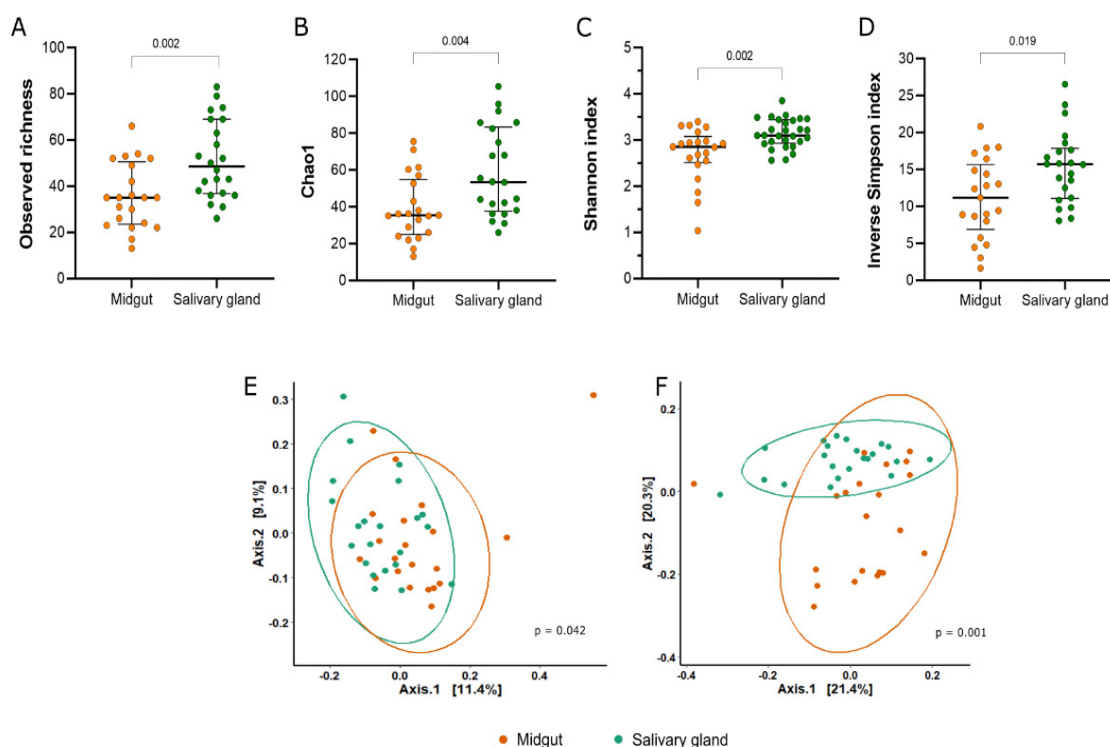 A
Observed richness
100
80
60
40
20
0
0.002
Midgut
Salivary gland
B
Chao1
120
100
80
60
40
20
0
0.004
Midgut
Salivary gland
C
Shannon index
5
4
3
2
1
0
0.002
Midgut
Salivary gland
D
Inverse Simpson index
30
25
20
15
10
5
0
0.019
Midgut
Salivary gland
E
Axis.2 [9.1%]
0.3
0.2
0.1
0.0
-0.1
-0.2
p = 0.042
-0.2
0.0
0.2
0.4
Axis.1 [11.4%]
F
Axis.2 [20.3%]
0.2
0.0
-0.2
-0.4
p = 0.001
-0.4
-0.2
0.0
0.2
Axis.1 [21.4%]
Midgut
Salivary gland